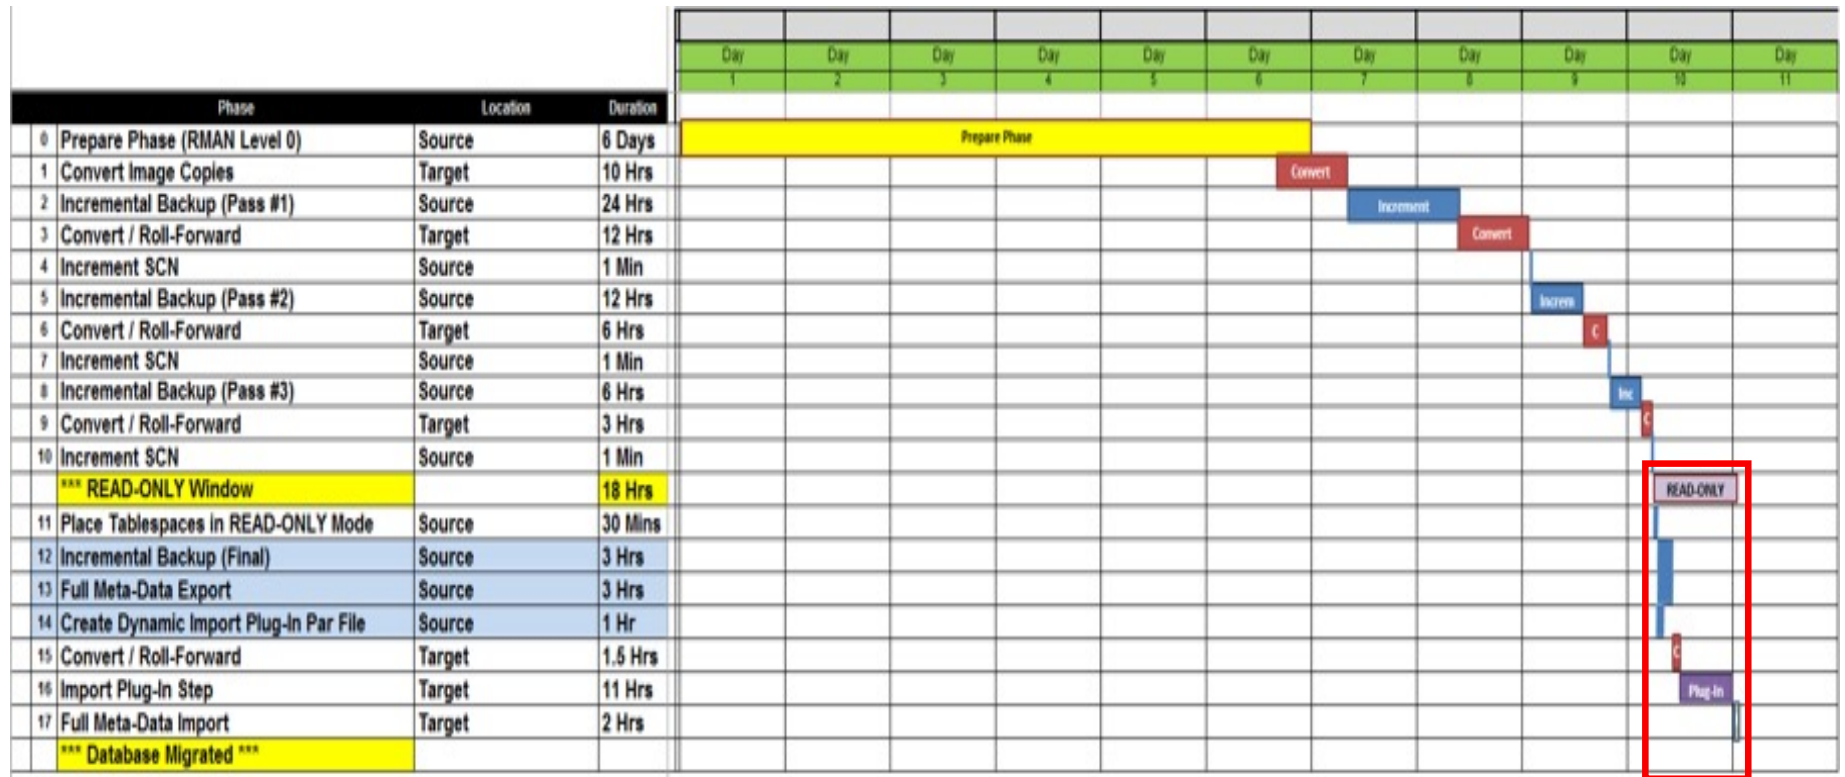 Day Day Day Day Day Day Day Day Day Day Day
1 2 3 4 5 6 7 8 9 10 11
Phase Location Duration
0 Prepare Phase (RMAN Level 0) Source 6 Days Prepare Phase
1 Convert Image Copies Target 10 Hrs Convert
2 Incremental Backup (Pass #1) Source 24 Hrs Increment
3 Convert / Roll-Forward Target 12 Hrs Convert
4 Increment SCN Source 1 Min
5 Incremental Backup (Pass #2) Source 12 Hrs Increm
6 Convert / Roll-Forward Target 6 Hrs C
7 Increment SCN Source 1 Min
8 Incremental Backup (Pass #3) Source 6 Hrs Inc
9 Convert / Roll-Forward Target 3 Hrs C
10 Increment SCN Source 1 Min
*** READ-ONLY Window 18 Hrs READ-ONLY
11 Place Tablespaces in READ-ONLY Mode Source 30 Mins
12 Incremental Backup (Final) Source 3 Hrs
13 Full Meta-Data Export Source 3 Hrs
14 Create Dynamic Import Plug-In Par File Source 1 Hr
15 Convert / Roll-Forward Target 1.5 Hrs C
16 Import Plug-In Step Target 11 Hrs Plug-In
17 Full Meta-Data Import Target 2 Hrs
*** Database Migrated ***